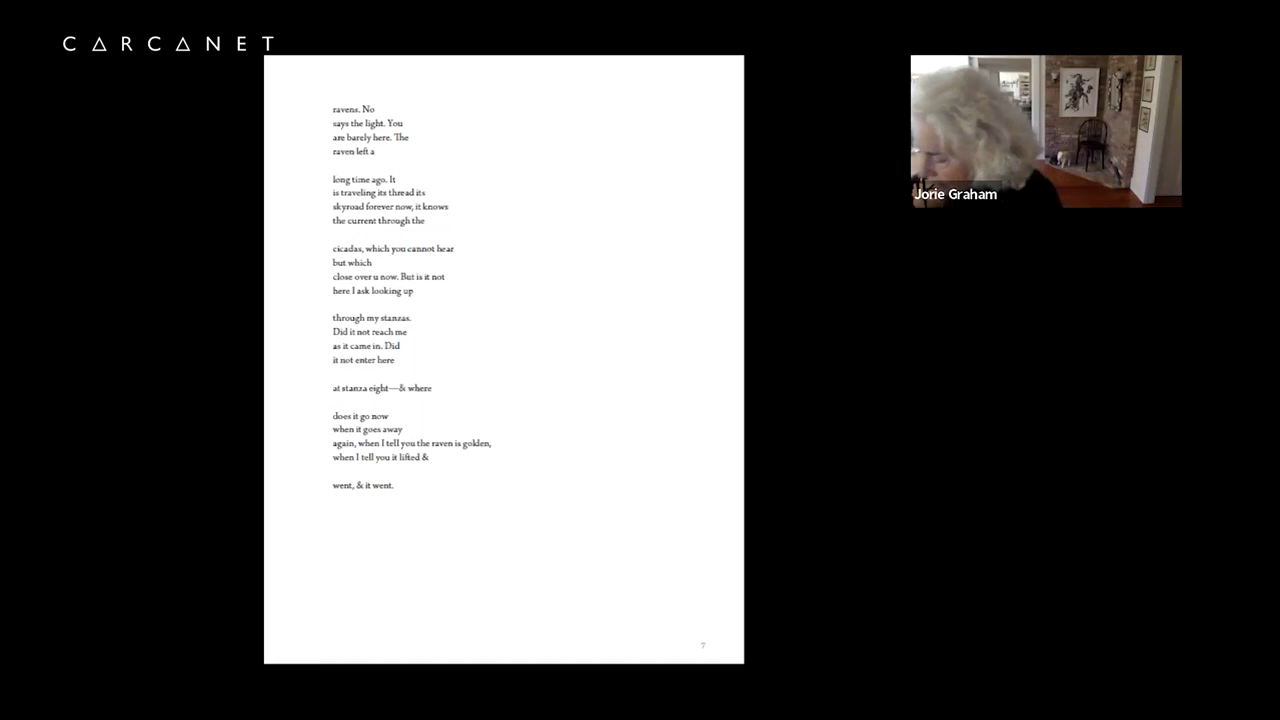 CARCANET
ravens. No
says the light. You
are barely here. The
raven left a
long time ago. It
is traveling its thread its
skyroad forever now, it knows
the current through the
cicadas, which you cannot hear
but which
close over u now. But is it not
here I ask looking up
through my stanzas.
Did it not reach me
as it came in. Did
it not enter here
at stanza eight—& where
does it go now
when it goes away
again, when I tell you the raven is golden,
when I tell you it lifted &
went, & it went.
7
Jorie Graham